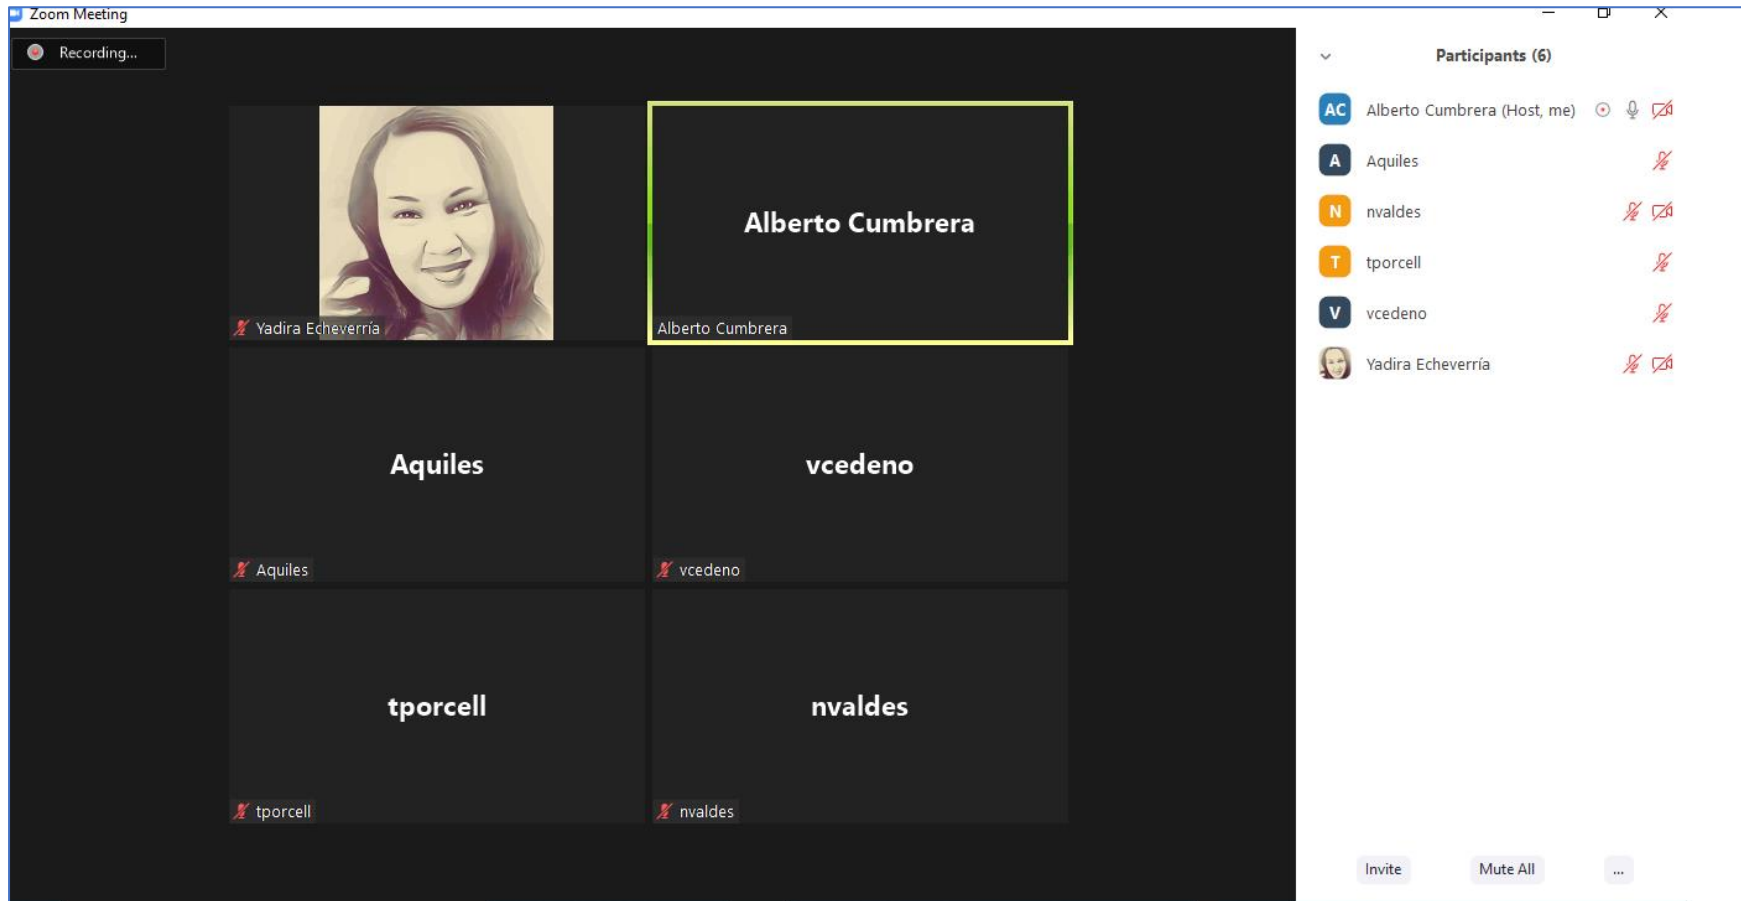 Zoom Meeting
Recording...
Yadira Echeverría
Alberto Cumbrera
Alberto Cumbrera
Aquiles
Aquiles
vcedeno
vcedeno
tporcell
tporcell
nvaldes
nvaldes
Participants (6)
AC Alberto Cumbrera (Host, me)
A Aquiles
N nvaldes
T tporcell
V vcedeno
Yadira Echeverría
Invite Mute All ...